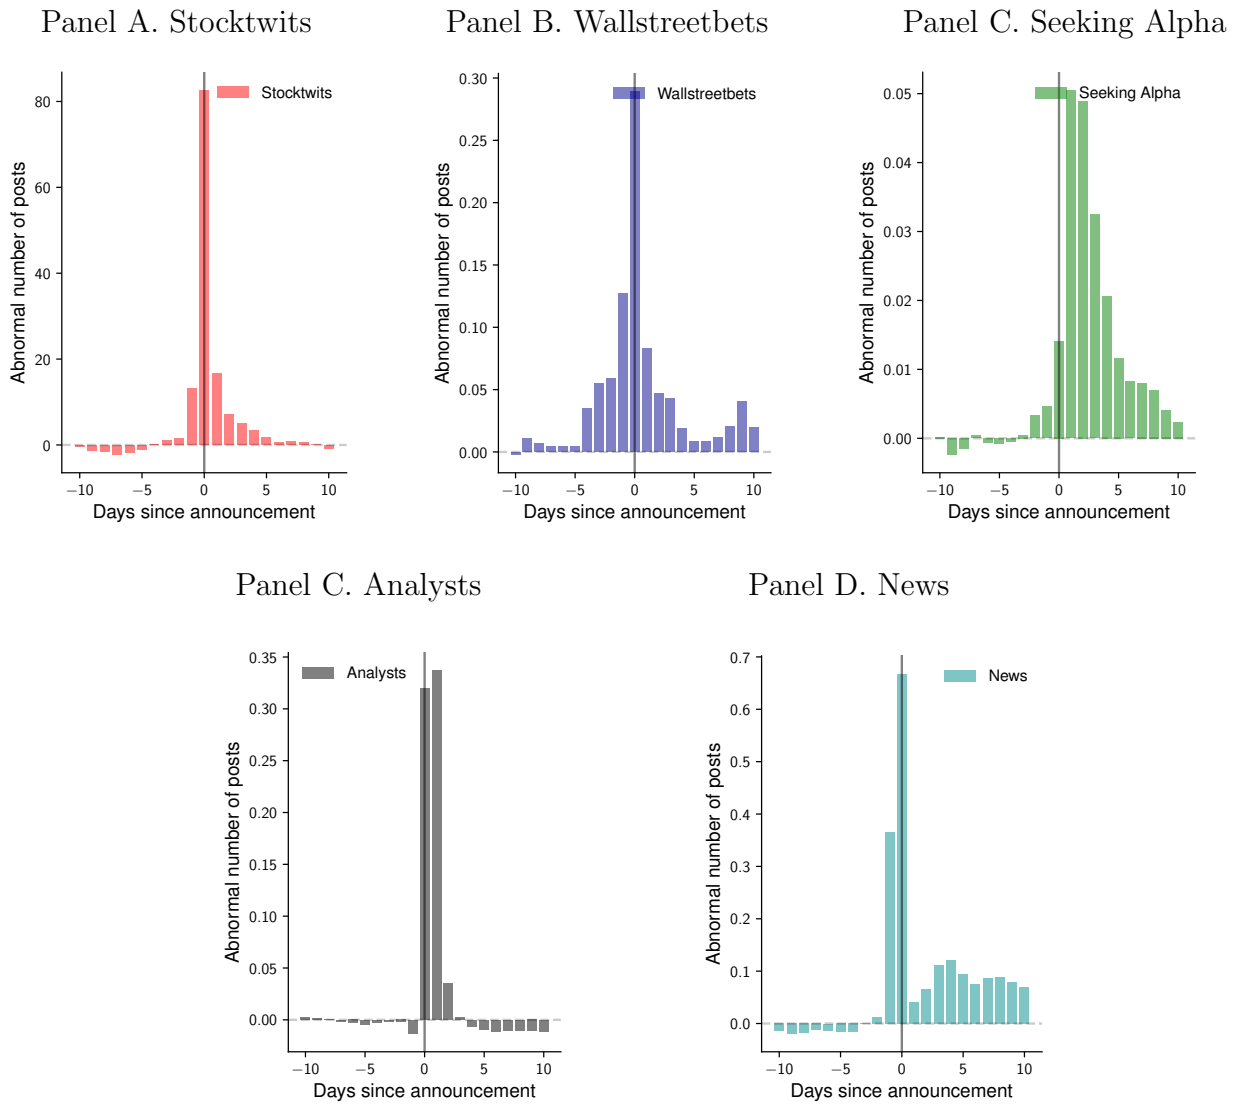 Panel A. Stocktwits
Panel B. Wallstreetbets
Panel C. Seeking Alpha
Stocktwits
80
60
40
20
0
Abnormal number of posts
−10 −5 0 5 10
Days since announcement
Wallstreetbets
0.30
0.25
0.20
0.15
0.10
0.05
0.00
Abnormal number of posts
−10 −5 0 5 10
Days since announcement
Seeking Alpha
0.05
0.04
0.03
0.02
0.01
0.00
Abnormal number of posts
−10 −5 0 5 10
Days since announcement
Panel C. Analysts
Panel D. News
Analysts
0.35
0.30
0.25
0.20
0.15
0.10
0.05
0.00
Abnormal number of posts
−10 −5 0 5 10
Days since announcement
News
0.7
0.6
0.5
0.4
0.3
0.2
0.1
0.0
Abnormal number of posts
−10 −5 0 5 10
Days since announcement